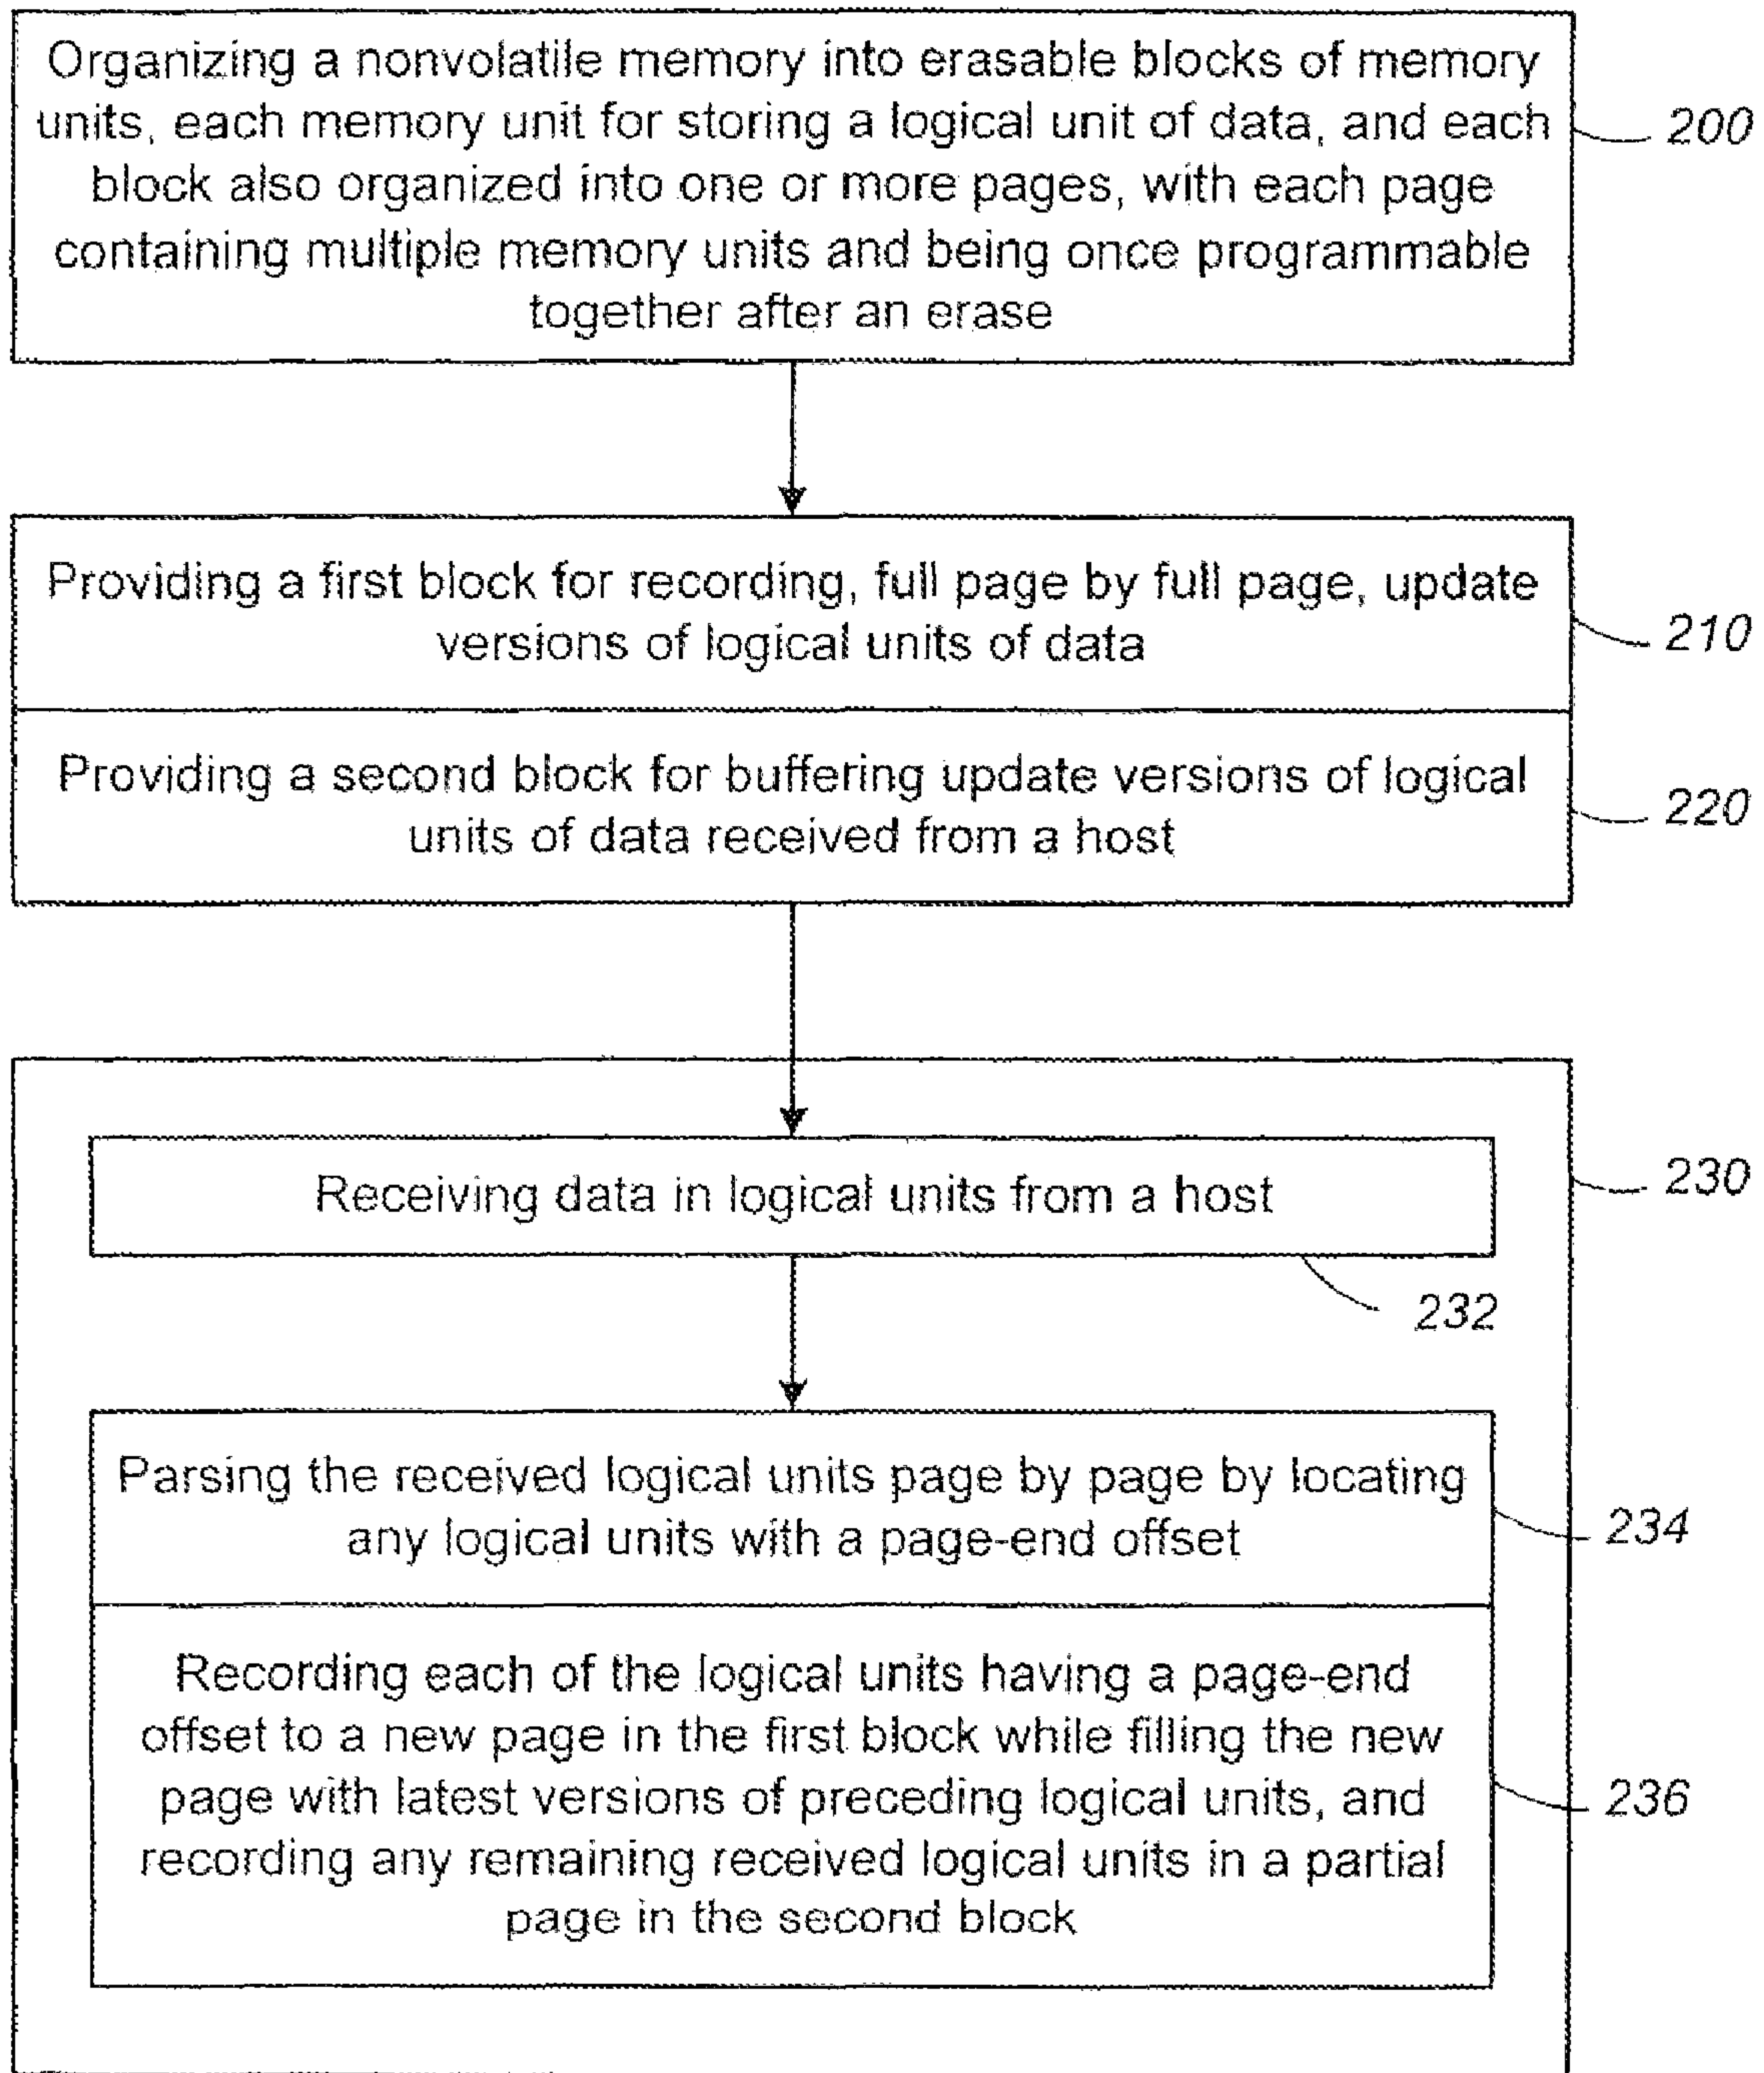 Organizing a nonvolatile memory into erasable blocks of memory
units, each memory unit for storing a logical unit of data, and each
block also organized into one or more pages, with each page
containing multiple memory units and being once programmable
together after an erase
200
Providing a first block for recording, full page by full page, update
versions of logical units of data
210
Providing a second block for buffering update versions of logical
units of data received from a host
220
230
Receiving data in logical units from a host
232
Parsing the received logical units page by page by locating
any logical units with a page-end offset
234
Recording each of the logical units having a page-end
offset to a new page in the first block while filling the new
page with latest versions of preceding logical units, and
recording any remaining received logical units in a partial
page in the second block
236